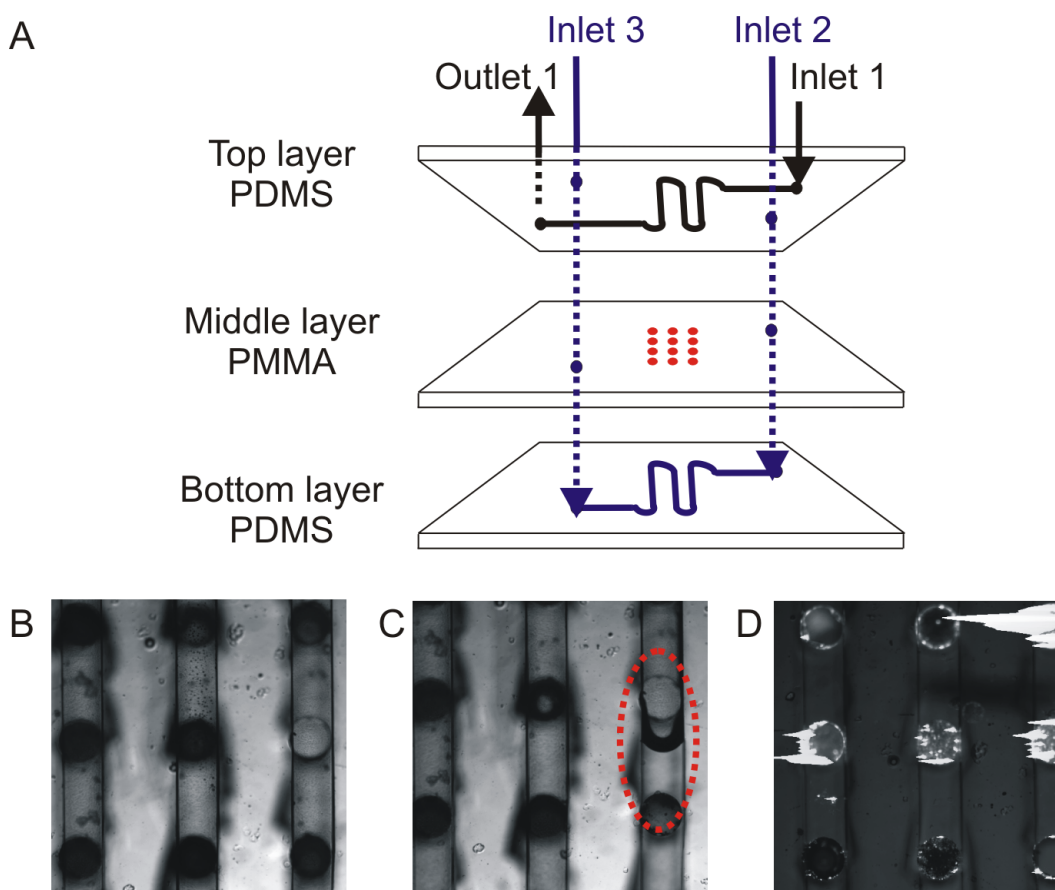 A
Inlet 3
Inlet 2
Outlet 1
Inlet 1
Top layer
PDMS
Middle layer
PMMA
Bottom layer
PDMS
B
C
D